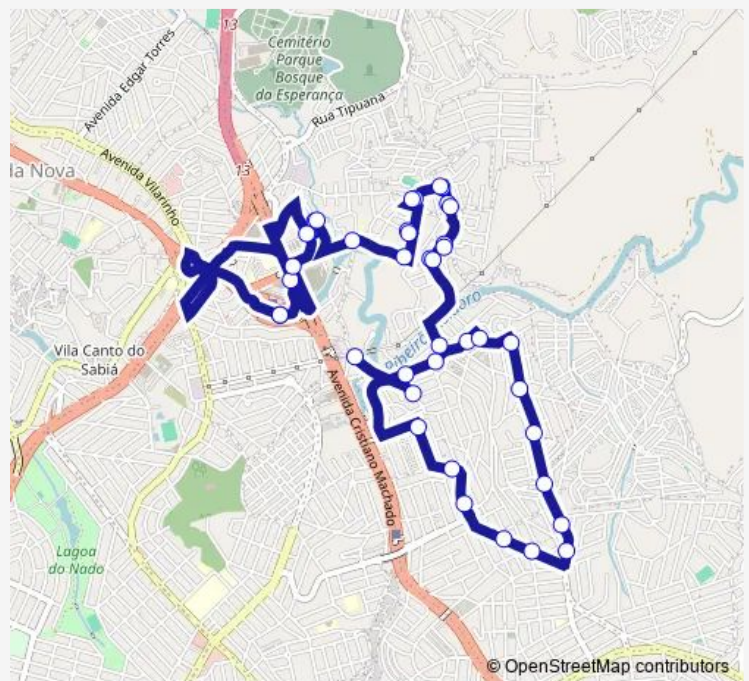 13
Cemitério
Parque
Bosque
da Esperança
Avenida Edgar Torres
Rua Tipuana
Avenida Vilarinho
da Nova
13
Vila Canto do
Sabiá
Avenida Cristiano Machado
Lagoa
do Nado
© OpenStreetMap contributors